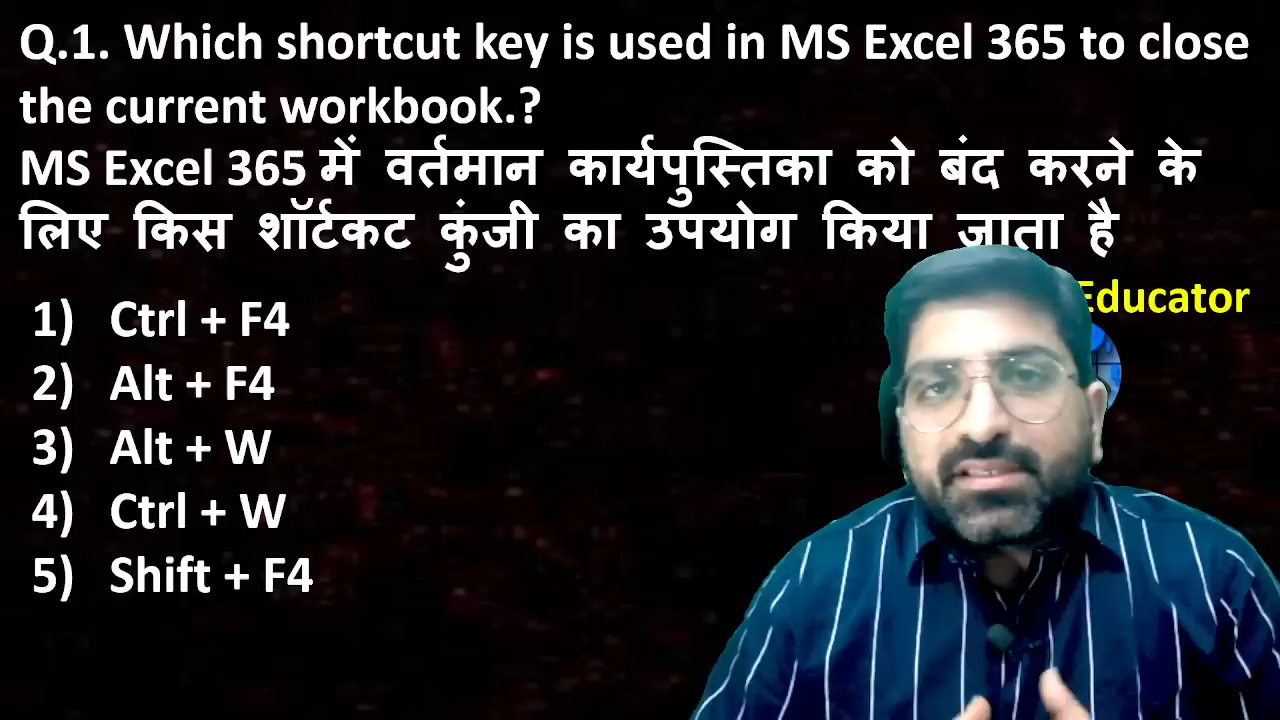 Q.1. Which shortcut key is used in MS Excel 365 to close
the current workbook.?
MS Excel 365 में वर्तमान कार्यपुस्तिका को बंद करने के
लिए किस शॉर्टकट कुंजी का उपयोग किया जाता है
Educator
1) Ctrl + F4
2) Alt + F4
3) Alt + W
4) Ctrl + W
5) Shift + F4